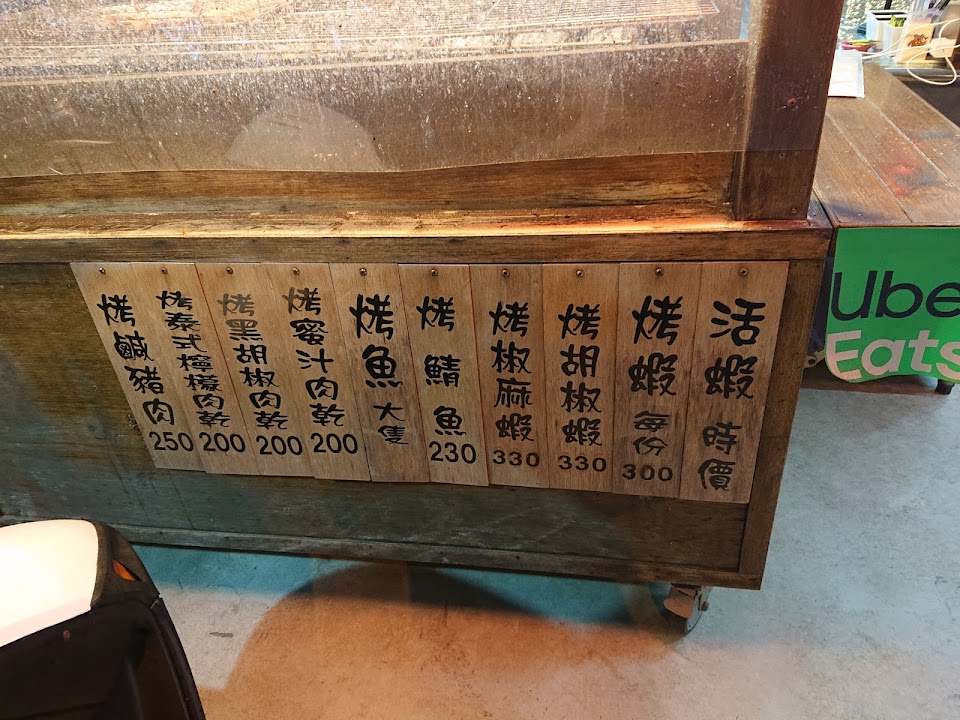 活蝦 時價
烤蝦 每份 300
烤胡椒蝦 330
烤椒麻蝦 330
烤鯖魚 230
烤魚 大隻
烤蜜汁肉乾 200
烤黑胡椒肉乾 200
烤泰式檸檬肉乾 200
烤鹹豬肉 250
Uber
Eats